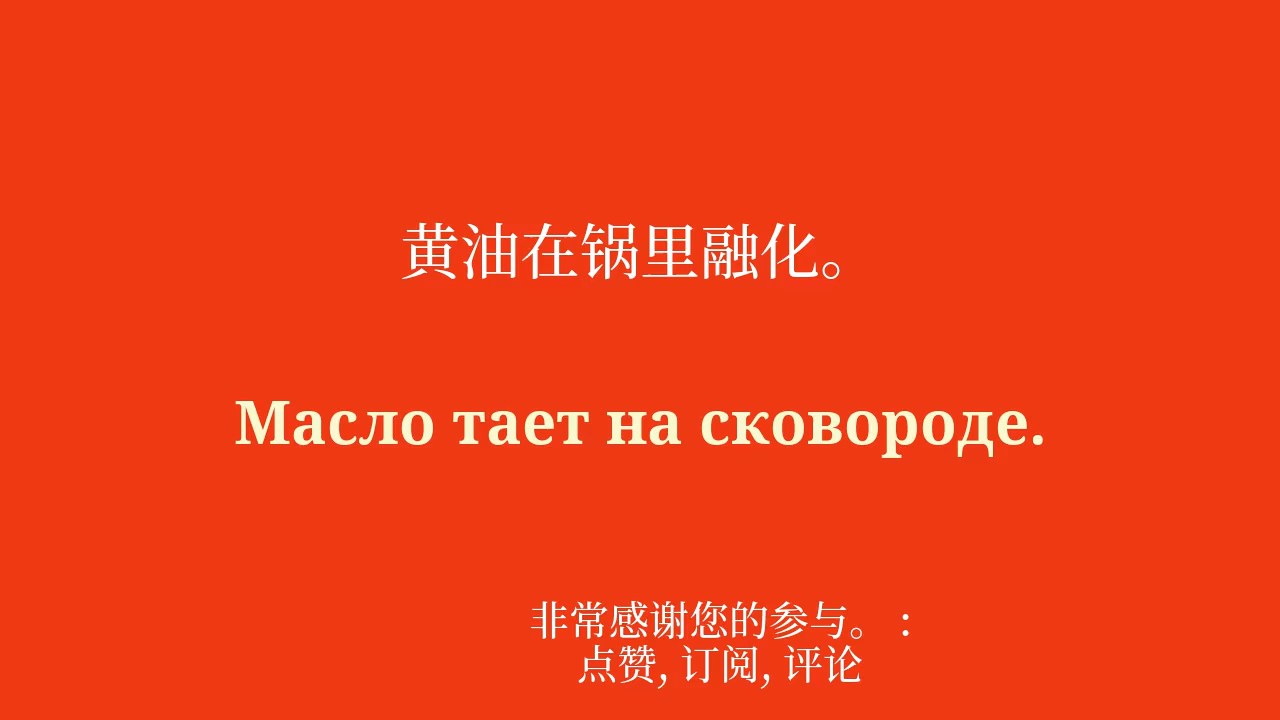 黄油在锅里融化。
Масло тает на сковороде.
非常感谢您的参与。 :
点赞, 订阅, 评论